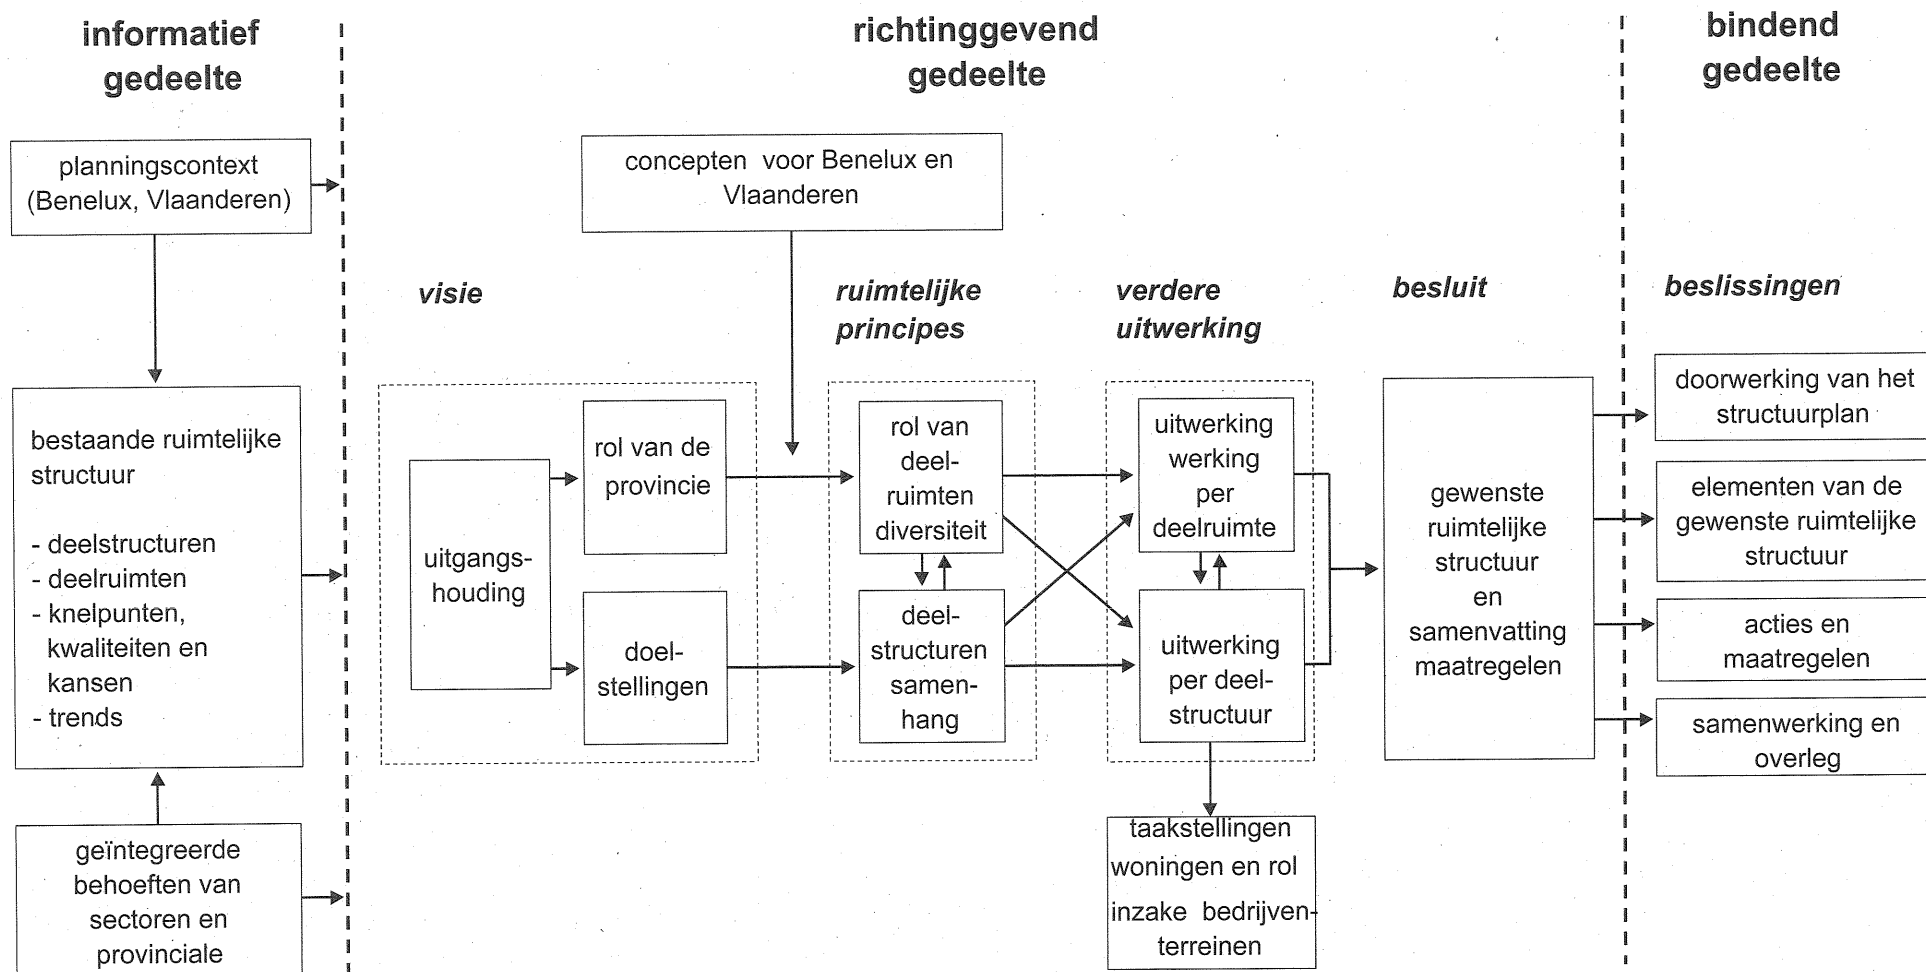 informatief
gedeelte
richtinggevend
gedeelte
bindend
gedeelte
planningscontext
(Benelux, Vlaanderen)
concepten voor Benelux en
Vlaanderen
visie
ruimtelijke
principes
verdere
uitwerking
besluit
beslissingen
bestaande ruimtelijke
structuur
- deelstructuren
- deelruimten
- knelpunten,
kwaliteiten en
kansen
- trends
geïntegreerde
behoeften van
sectoren en
provinciale
uitgangs-
houding
rol van de
provincie
doel-
stellingen
rol van
deel-
ruimten
diversiteit
deel-
structuren
samen-
hang
uitwerking
werking
per
deelruimte
uitwerking
per deel-
structuur
taakstellingen
woningen en rol
inzake bedrijven-
terreinen
gewenste
ruimtelijke
structuur
en
samenvatting
maatregelen
doorwerking van het
structuurplan
elementen van de
gewenste ruimtelijke
structuur
acties en
maatregelen
samenwerking en
overleg